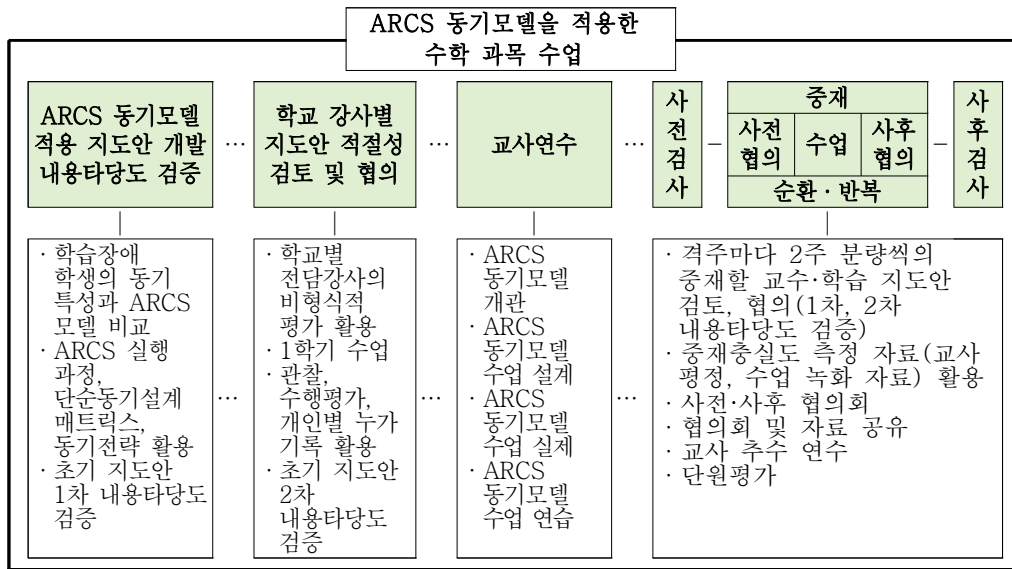 ARCS 동기모델을 적용한
수학 과목 수업
ARCS 동기모델
적용 지도안 개발
내용타당도 검증
…
학교 강사별
지도안 적절성
검토 및 협의
…
교사연수
…
사전검사
–
중재
사전
협의
수업
사후
협의
순환·반복
–
사후검사
· 학습장애
학생의 동기
특성과 ARCS
모델 비교
· ARCS 실행
과정,
단순동기설계
매트릭스,
동기전략 활용
· 초기 지도안
1차 내용타당도
검증
…
· 학교별
전담강사의
비형식적
평가 활용
· 1학기 수업
· 관찰,
수행평가,
개인별 누가
기록 활용
· 초기 지도안
2차
내용타당도
검증
…
· ARCS
동기모델
개관
· ARCS
동기모델
수업 설계
· ARCS
동기모델
수업 실제
· ARCS
동기모델
수업 연습
…
· 격주마다 2주 분량씩의
중재할 교수·학습 지도안
검토, 협의(1차, 2차
내용타당도 검증)
· 중재충실도 측정 자료(교사
평정, 수업 녹화 자료) 활용
· 사전·사후 협의회
· 협의회 및 자료 공유
· 교사 추수 연수
· 단원평가